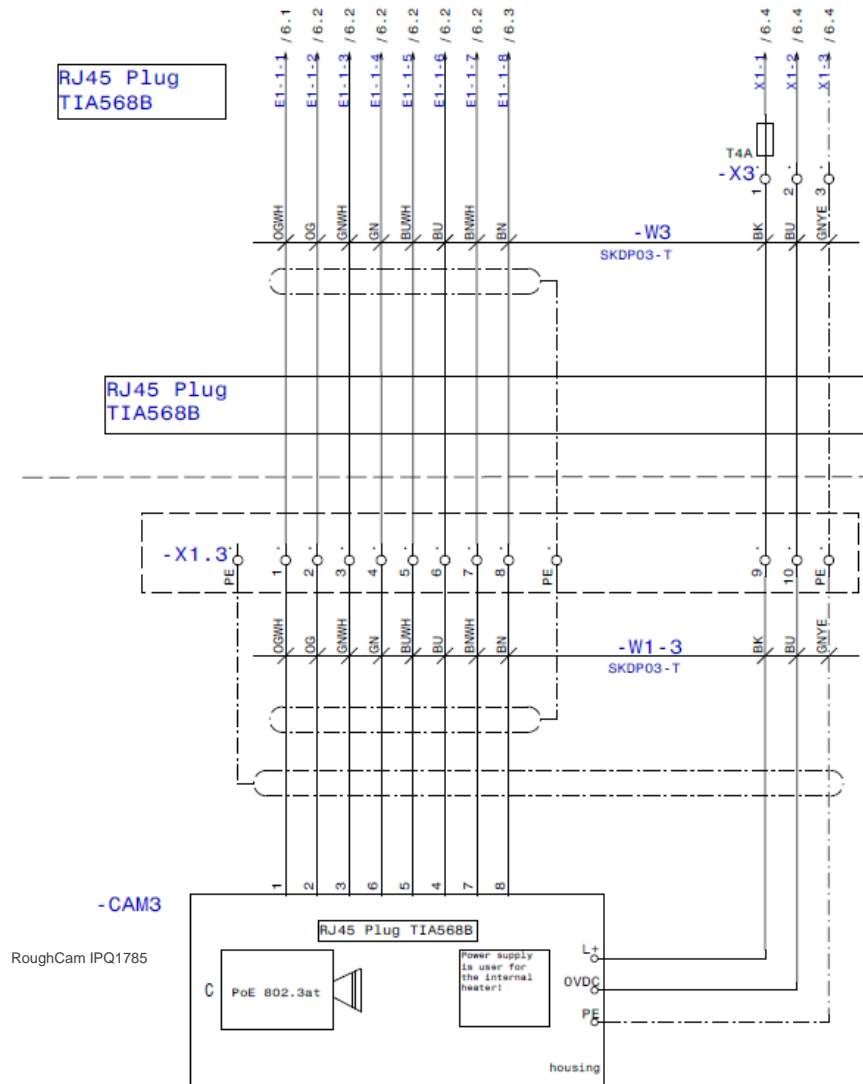 /6.1 /6.2 /6.2 /6.2 /6.2 /6.2 /6.2 /6.3 /6.4 /6.4 /6.4
E1-1-1 E1-1-2 E1-1-3 E1-1-4 E1-1-5 E1-1-6 E1-1-7 E1-1-8 X1-1 X1-2 X1-3
RJ45 Plug
TIA568B
T4A
-X3 1 2 3
OGWH OG GNWH GN BUWH BU BNWH BN -W3 BK BU GNYE
SKDP03-T
RJ45 Plug
TIA568B
-X1.3 PE 1 2 3 4 5 6 7 8 PE 9 10 PE
OGWH OG GNWH GN BUWH BU BNWH BN -W1-3 BK BU GNYE
SKDP03-T
1 2 3 6 5 4 7 8
-CAM3
RJ45 Plug TIA568B
RoughCam IPQ1785
C PoE 802.3at
Power supply
is user for
the internal
heater!
L+
0VDC
PE
housing